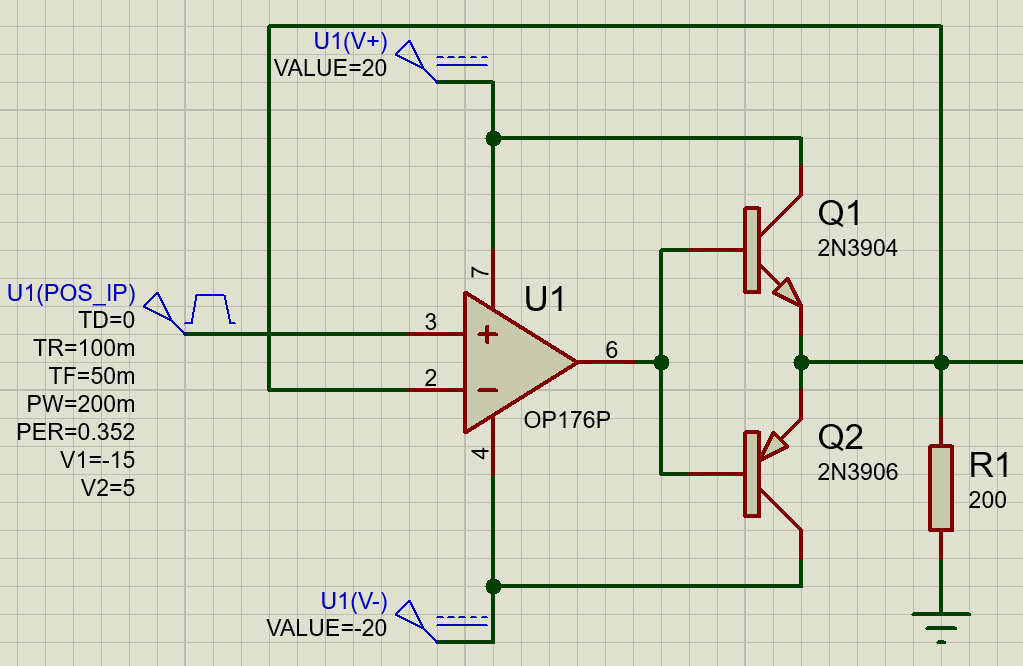 U1(V+)
VALUE=20
Q1
2N3904
7
U1(POS_IP)
TD=0
TR=100m
TF=50m
PW=200m
PER=0.352
V1=-15
V2=5
3
2
+
−
U1
6
OP176P
4
Q2
2N3906
R1
200
U1(V-)
VALUE=-20